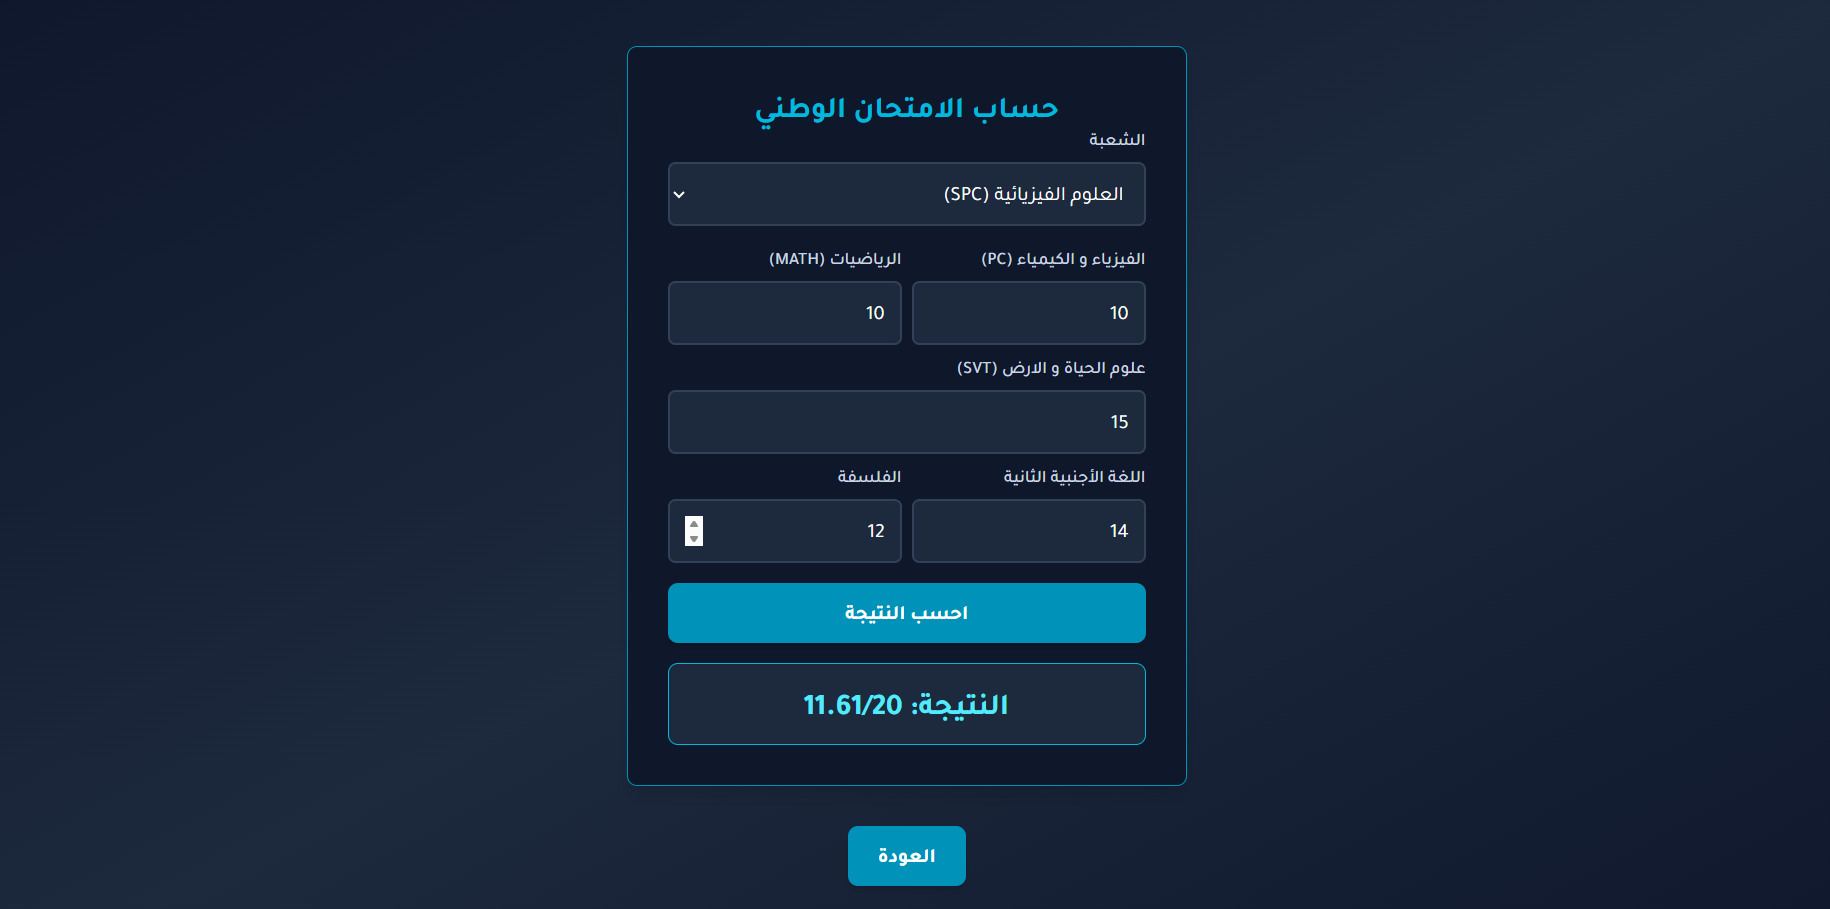 حساب الامتحان الوطني
الشعبة
العلوم الفيزيائية (SPC)
الفيزياء و الكيمياء (PC)
الرياضيات (MATH)
10
10
علوم الحياة و الارض (SVT)
15
اللغة الأجنبية الثانية
الفلسفة
14
12
احسب النتيجة
النتيجة: 11.61/20
العودة